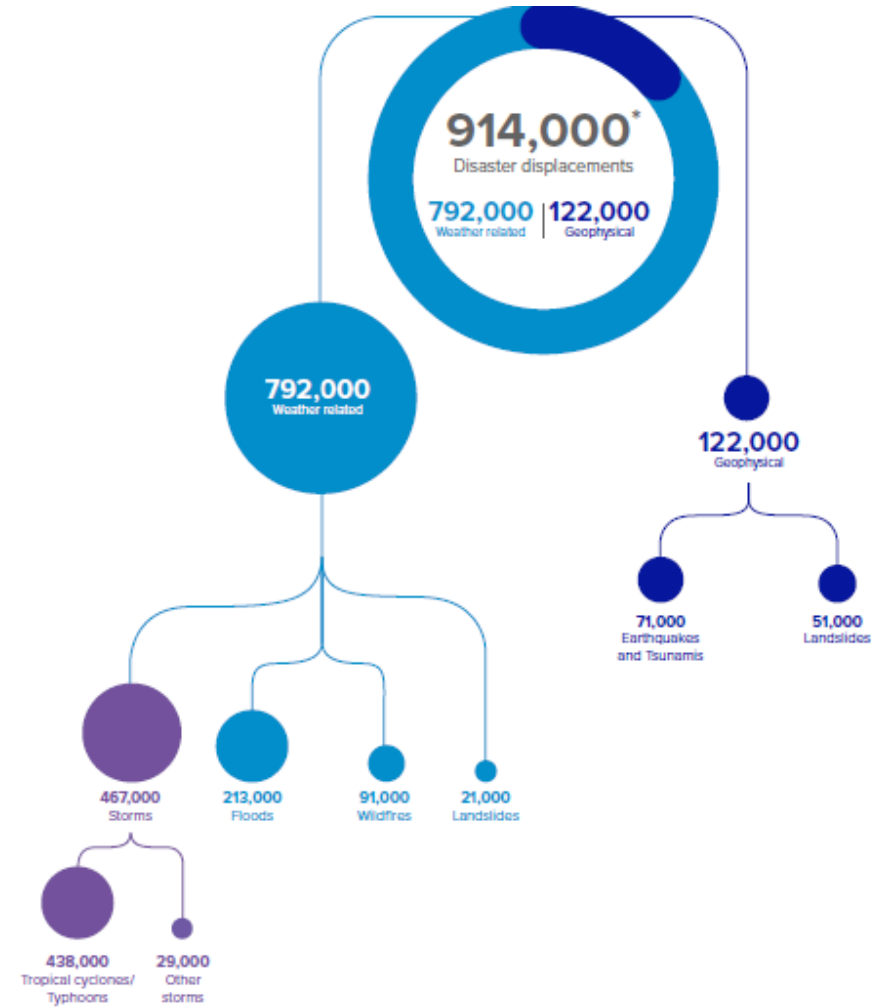 914,000*
Disaster displacements
792,000 122,000
Weather related Geophysical
792,000
Weather related
122,000
Geophysical
71,000
Earthquakes
and Tsunamis
51,000
Landslides
467,000
Storms
213,000
Floods
91,000
Wildfires
21,000
Landslides
438,000
Tropical cyclones/
Typhoons
29,000
Other
storms